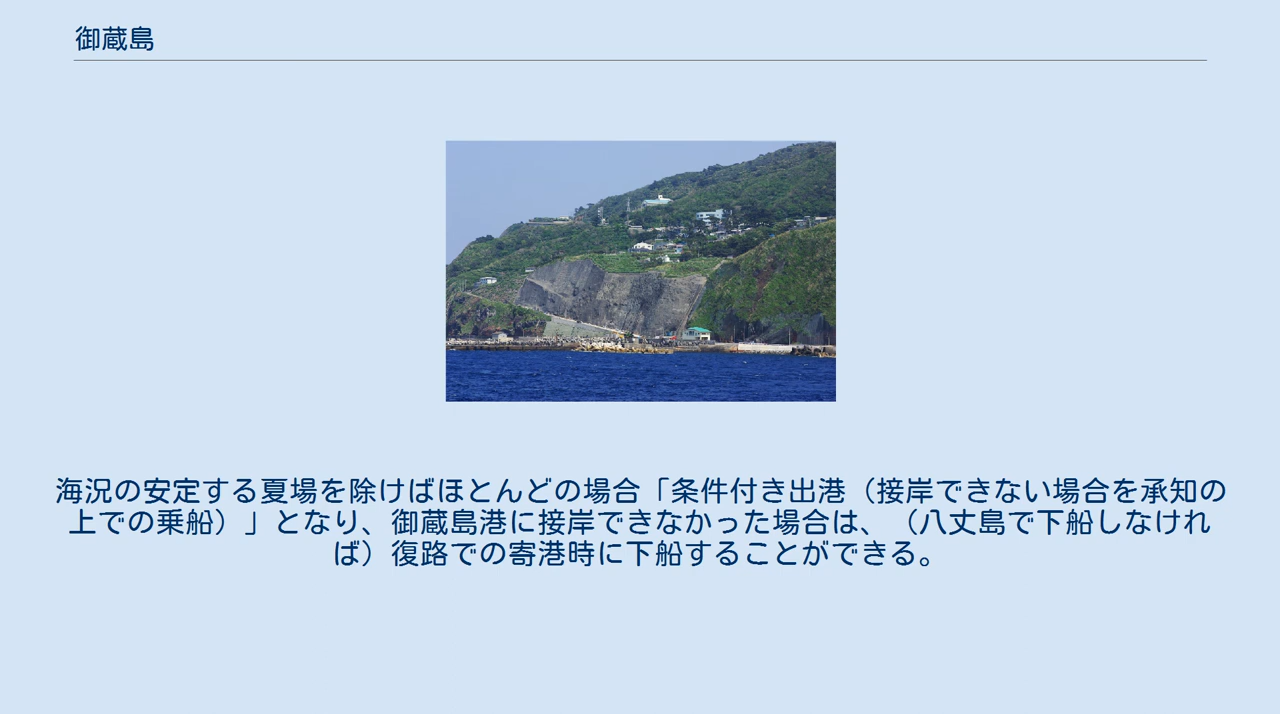 御蔵島
海況の安定する夏場を除けばほとんどの場合「条件付き出港（接岸できない場合を承知の
上での乗船）」となり、御蔵島港に接岸できなかった場合は、（八丈島で下船しなけれ
ば）復路での寄港時に下船することができる。